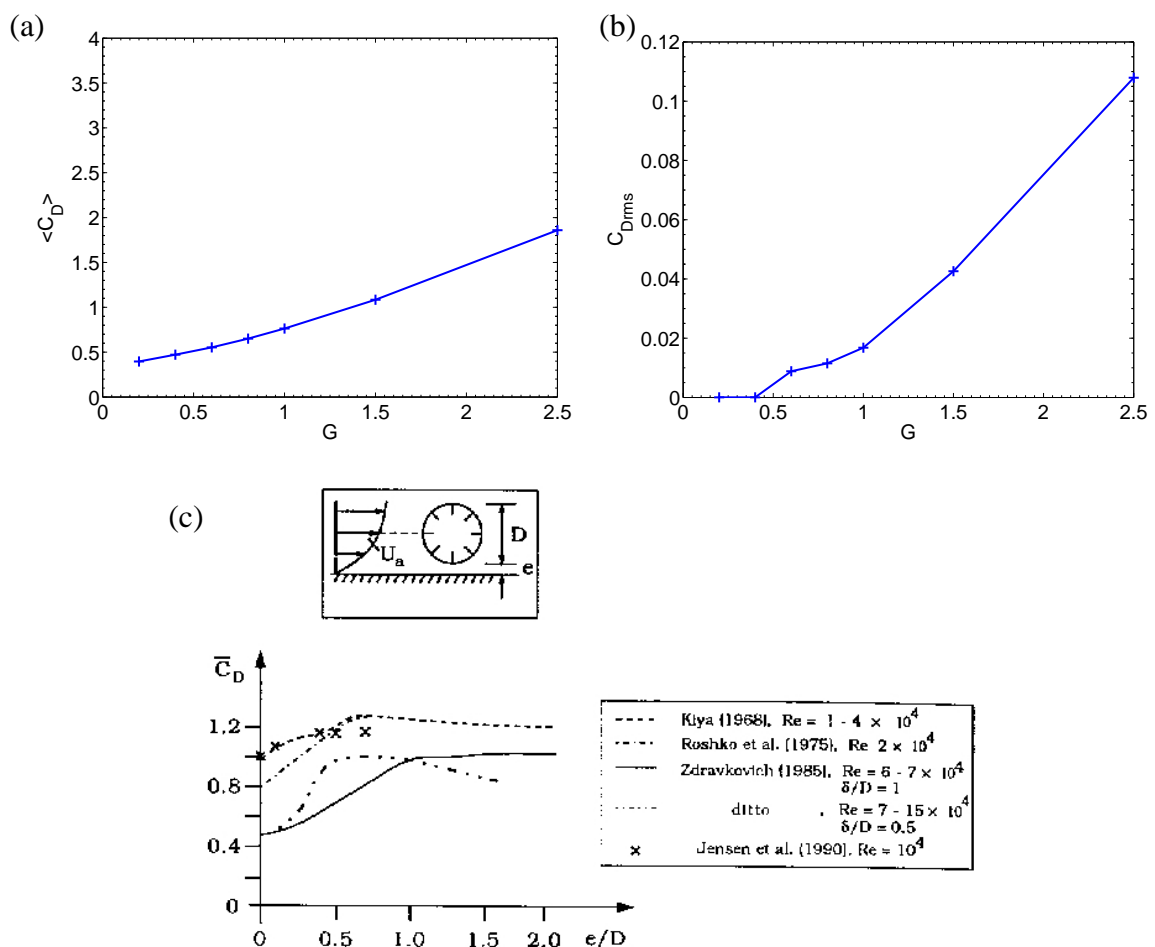 (a)
4
3.5
3
2.5
2
1.5
1
0.5
0
<C_D>
0 0.5 1 1.5 2 2.5
G
(b)
0.12
0.1
0.08
0.06
0.04
0.02
0
C_Drms
0 0.5 1 1.5 2 2.5
G
(c)
D
U_a
e
C̅_D
1.2
0.8
0.4
0
0 0.5 1.0 1.5 2.0 e/D
Kiya (1968), Re = 1 - 4 × 10^4
Roshko et al. (1975), Re 2 × 10^4
Zdravkovich (1985), Re = 6 - 7 × 10^4
δ/D = 1
ditto , Re = 7 - 15 × 10^4
δ/D = 0.5
× Jensen et al. (1990), Re = 10^4